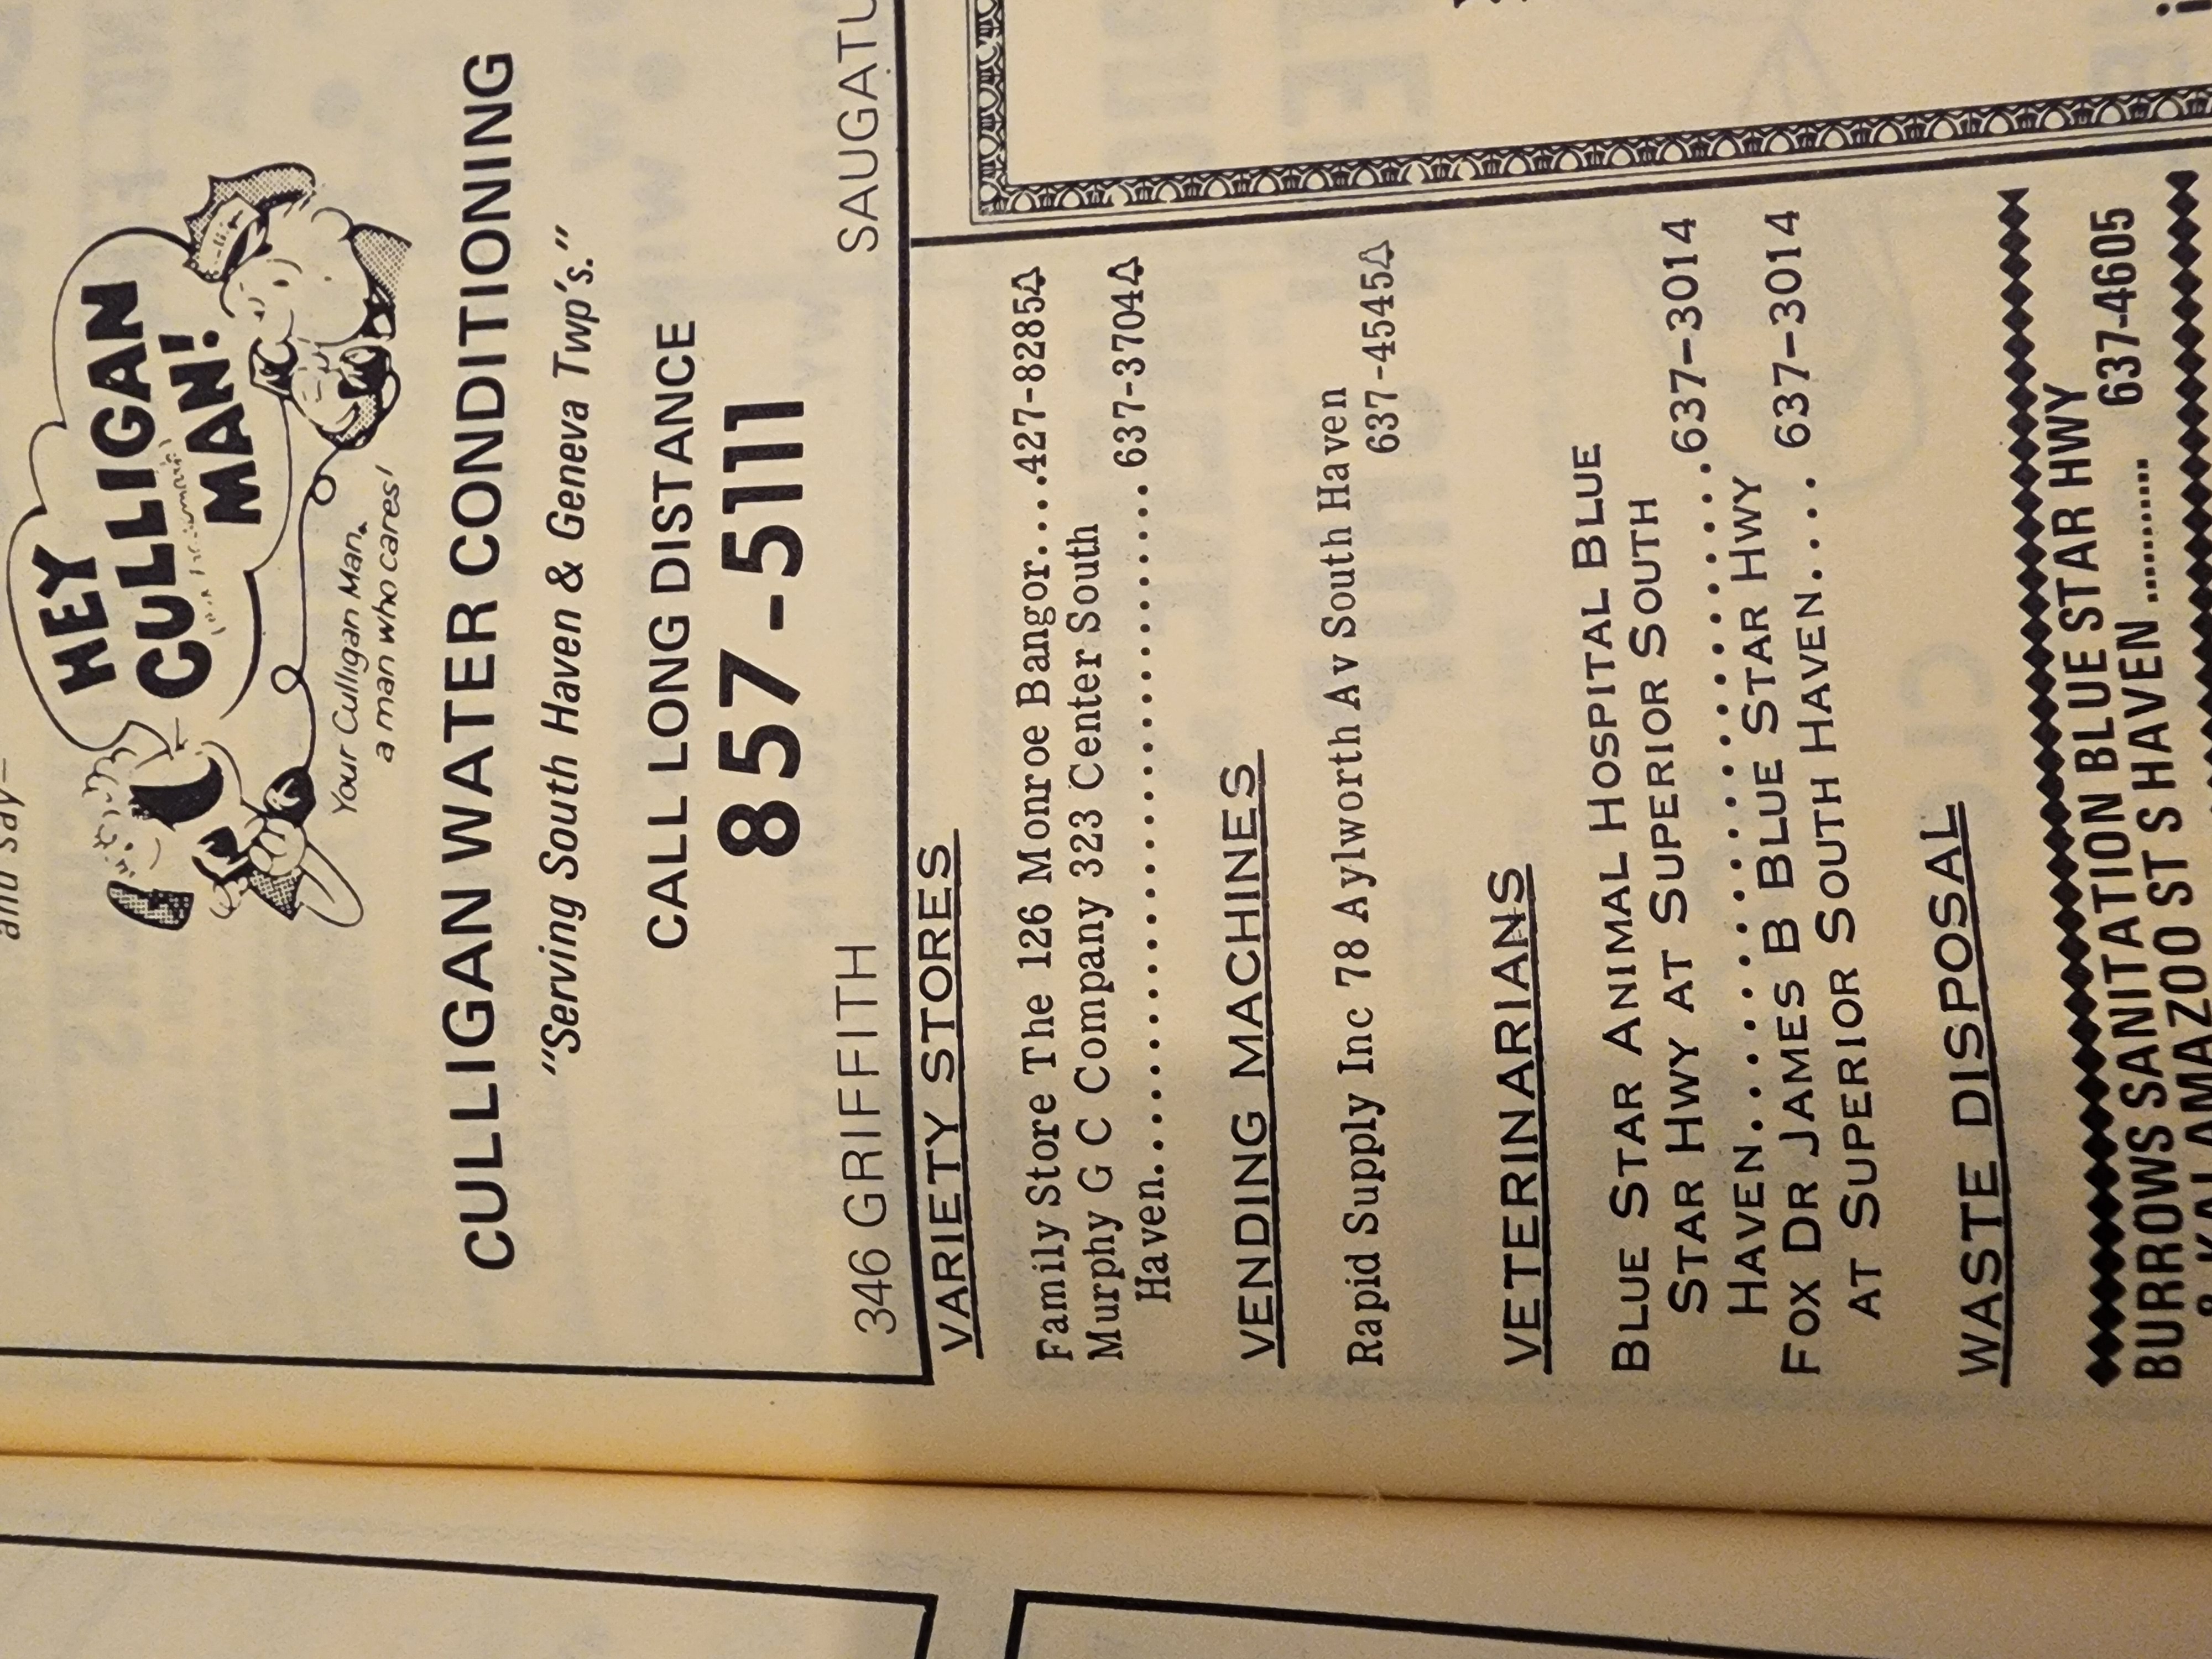 and say—
HEY
CULLIGAN
MAN!
Your Culligan Man,
a man who cares!
CULLIGAN WATER CONDITIONING
"Serving South Haven & Geneva Twp's."
CALL LONG DISTANCE
857-5111
346 GRIFFITH SAUGATU
VARIETY STORES
Family Store The 126 Monroe Bangor....427-8285
Murphy G C Company 323 Center South
Haven..............................637-3704
VENDING MACHINES
Rapid Supply Inc 78 Aylworth Av South Haven
637-4545
VETERINARIANS
BLUE STAR ANIMAL HOSPITAL BLUE
STAR HWY AT SUPERIOR SOUTH
HAVEN....................637-3014
FOX DR JAMES B BLUE STAR HWY
AT SUPERIOR SOUTH HAVEN....637-3014
WASTE DISPOSAL
BURROWS SANITATION BLUE STAR HWY
& KALAMAZOO ST S HAVEN..........637-4605